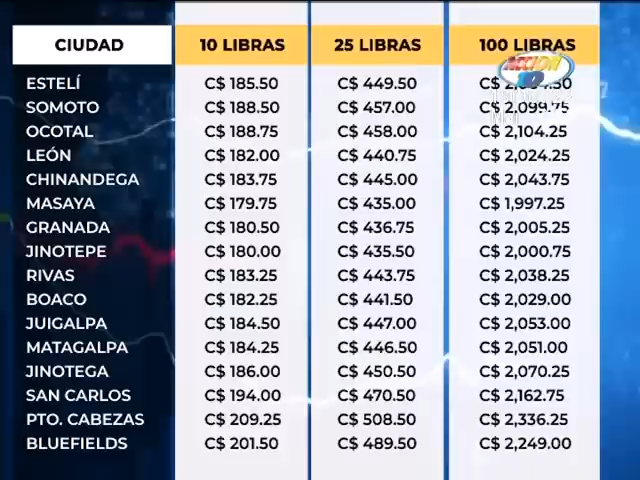 CIUDAD 10 LIBRAS 25 LIBRAS 100 LIBRAS
ACCION 10
ESTELÍ C$ 185.50 C$ 449.50 C$
SOMOTO C$ 188.50 C$ 457.00 C$ 2,099.75
OCOTAL C$ 188.75 C$ 458.00 C$ 2,104.25
LEÓN C$ 182.00 C$ 440.75 C$ 2,024.25
CHINANDEGA C$ 183.75 C$ 445.00 C$ 2,043.75
MASAYA C$ 179.75 C$ 435.00 C$ 1,997.25
GRANADA C$ 180.50 C$ 436.75 C$ 2,005.25
JINOTEPE C$ 180.00 C$ 435.50 C$ 2,000.75
RIVAS C$ 183.25 C$ 443.75 C$ 2,038.25
BOACO C$ 182.25 C$ 441.50 C$ 2,029.00
JUIGALPA C$ 184.50 C$ 447.00 C$ 2,053.00
MATAGALPA C$ 184.25 C$ 446.50 C$ 2,051.00
JINOTEGA C$ 186.00 C$ 450.50 C$ 2,070.25
SAN CARLOS C$ 194.00 C$ 470.50 C$ 2,162.75
PTO. CABEZAS C$ 209.25 C$ 508.50 C$ 2,336.25
BLUEFIELDS C$ 201.50 C$ 489.50 C$ 2,249.00